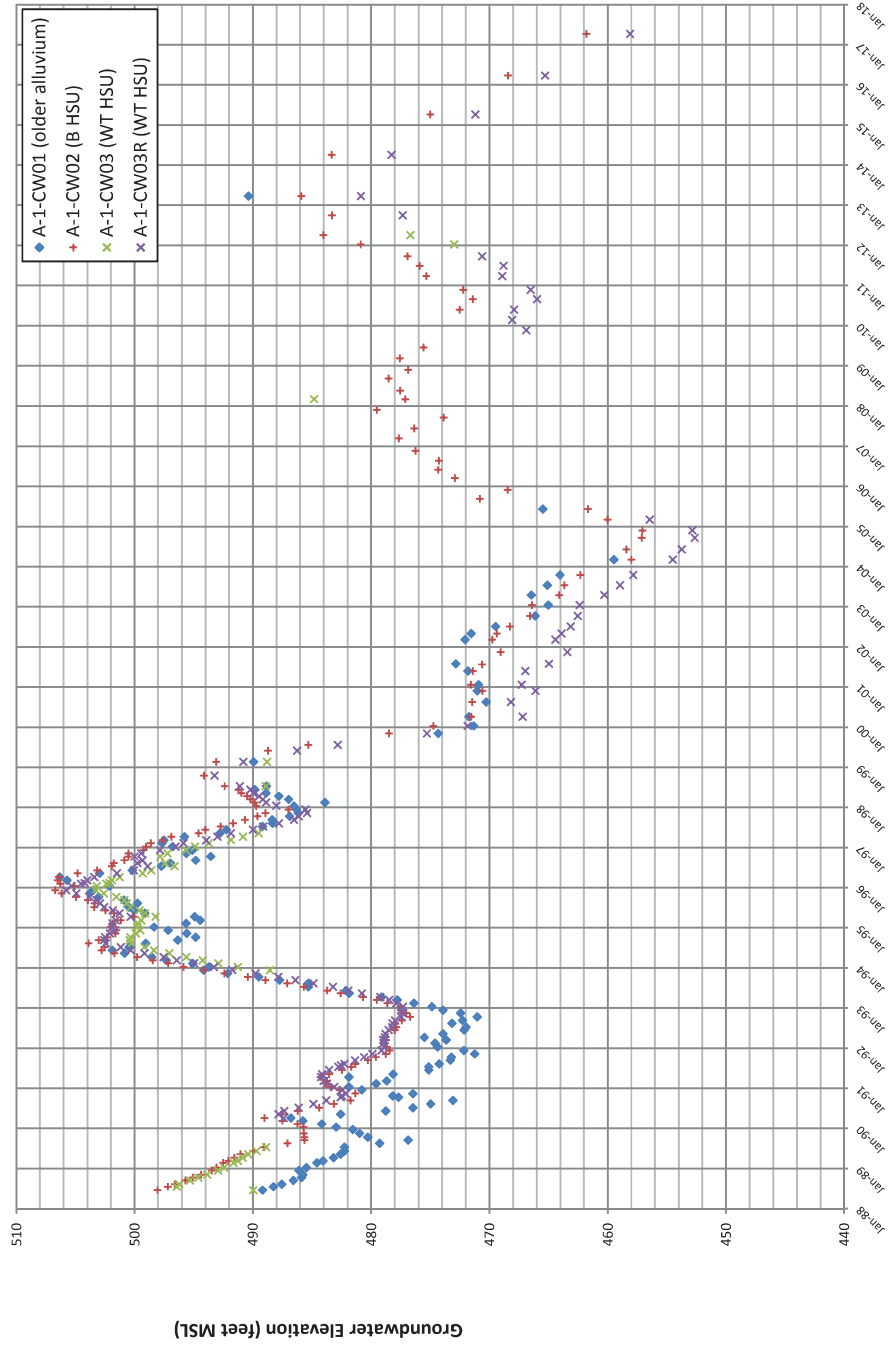 A-1-CW01 (older alluvium)
A-1-CW02 (B HSU)
A-1-CW03 (WT HSU)
A-1-CW03R (WT HSU)
Groundwater Elevation (feet MSL)
510
500
490
480
470
460
450
440
Jan-88
Jan-89
Jan-90
Jan-91
Jan-92
Jan-93
Jan-94
Jan-95
Jan-96
Jan-97
Jan-98
Jan-99
Jan-00
Jan-01
Jan-02
Jan-03
Jan-04
Jan-05
Jan-06
Jan-07
Jan-08
Jan-09
Jan-10
Jan-11
Jan-12
Jan-13
Jan-14
Jan-15
Jan-16
Jan-17
Jan-18